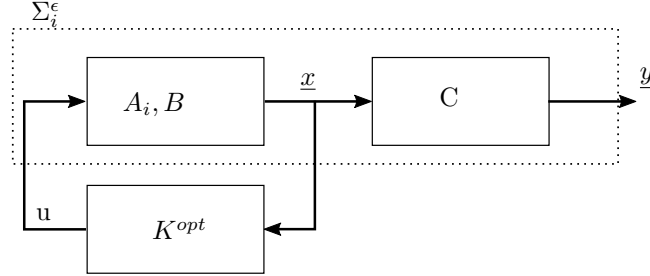 Σ_i^ϵ
A_i, B
x
C
y
u
K^{opt}